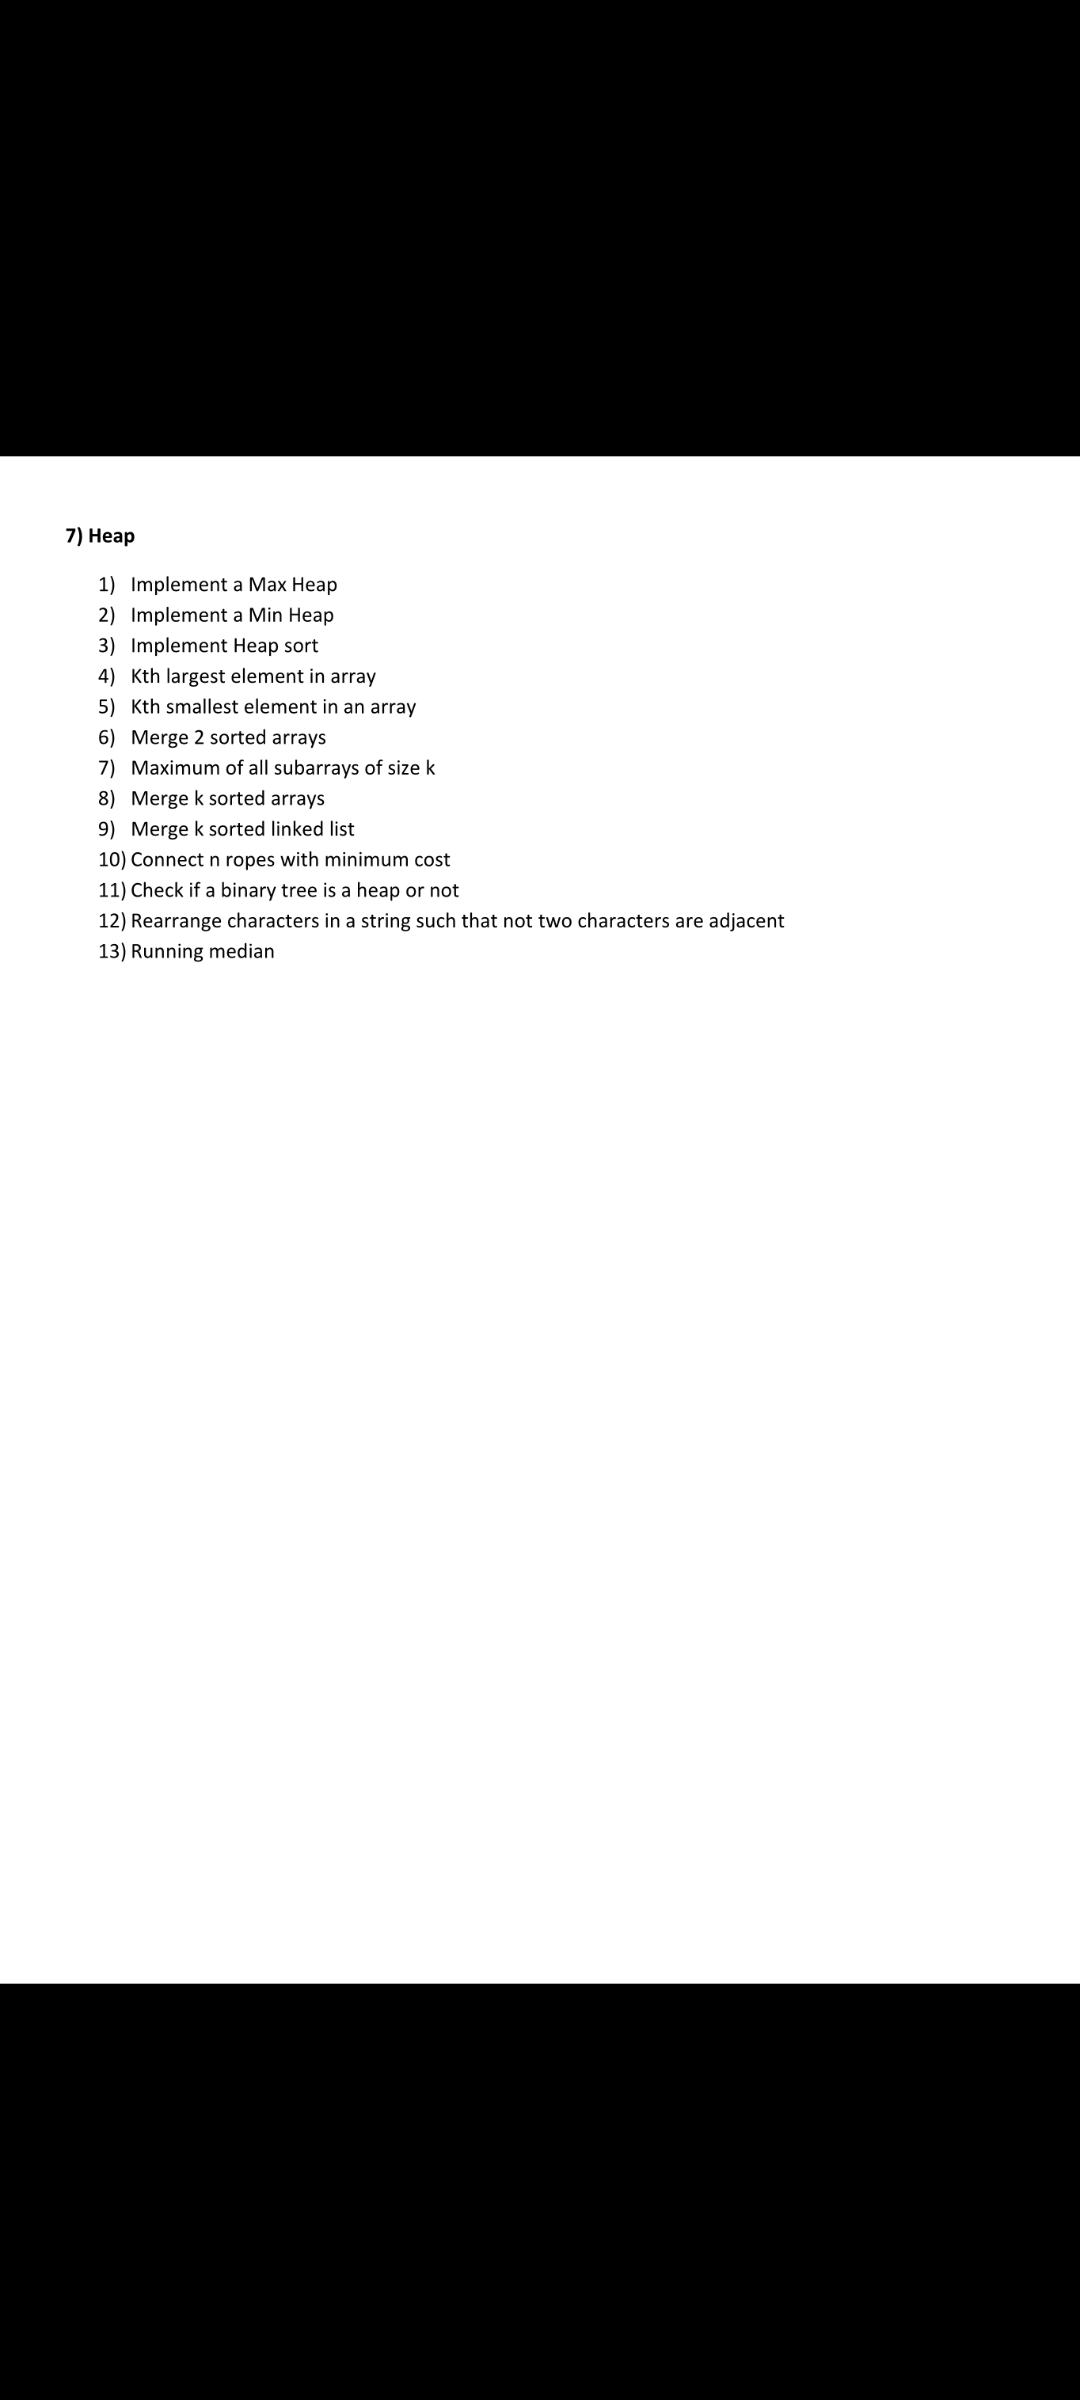 7) Heap
1) Implement a Max Heap
2) Implement a Min Heap
3) Implement Heap sort
4) Kth largest element in array
5) Kth smallest element in an array
6) Merge 2 sorted arrays
7) Maximum of all subarrays of size k
8) Merge k sorted arrays
9) Merge k sorted linked list
10) Connect n ropes with minimum cost
11) Check if a binary tree is a heap or not
12) Rearrange characters in a string such that not two characters are adjacent
13) Running median